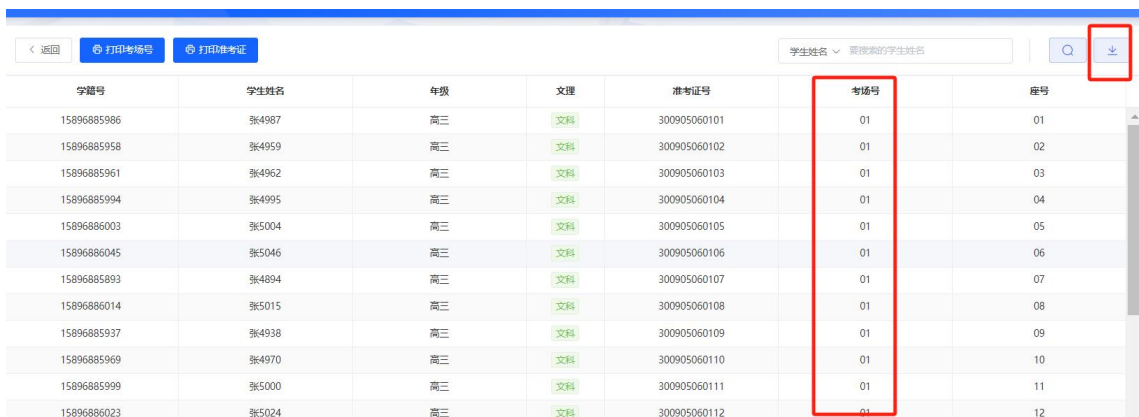 返回 打印考场号 打印准考证 学生姓名 要搜索的学生姓名
学籍号 学生姓名 年级 文理 准考证号 考场号 座号
15896885986 张4987 高三 文科 300905060101 01 01
15896885958 张4959 高三 文科 300905060102 01 02
15896885961 张4962 高三 文科 300905060103 01 03
15896885994 张4995 高三 文科 300905060104 01 04
15896886003 张5004 高三 文科 300905060105 01 05
15896886045 张5046 高三 文科 300905060106 01 06
15896885893 张4894 高三 文科 300905060107 01 07
15896886014 张5015 高三 文科 300905060108 01 08
15896885937 张4938 高三 文科 300905060109 01 09
15896885969 张4970 高三 文科 300905060110 01 10
15896885999 张5000 高三 文科 300905060111 01 11
15896886023 张5024 高三 文科 300905060112 01 12